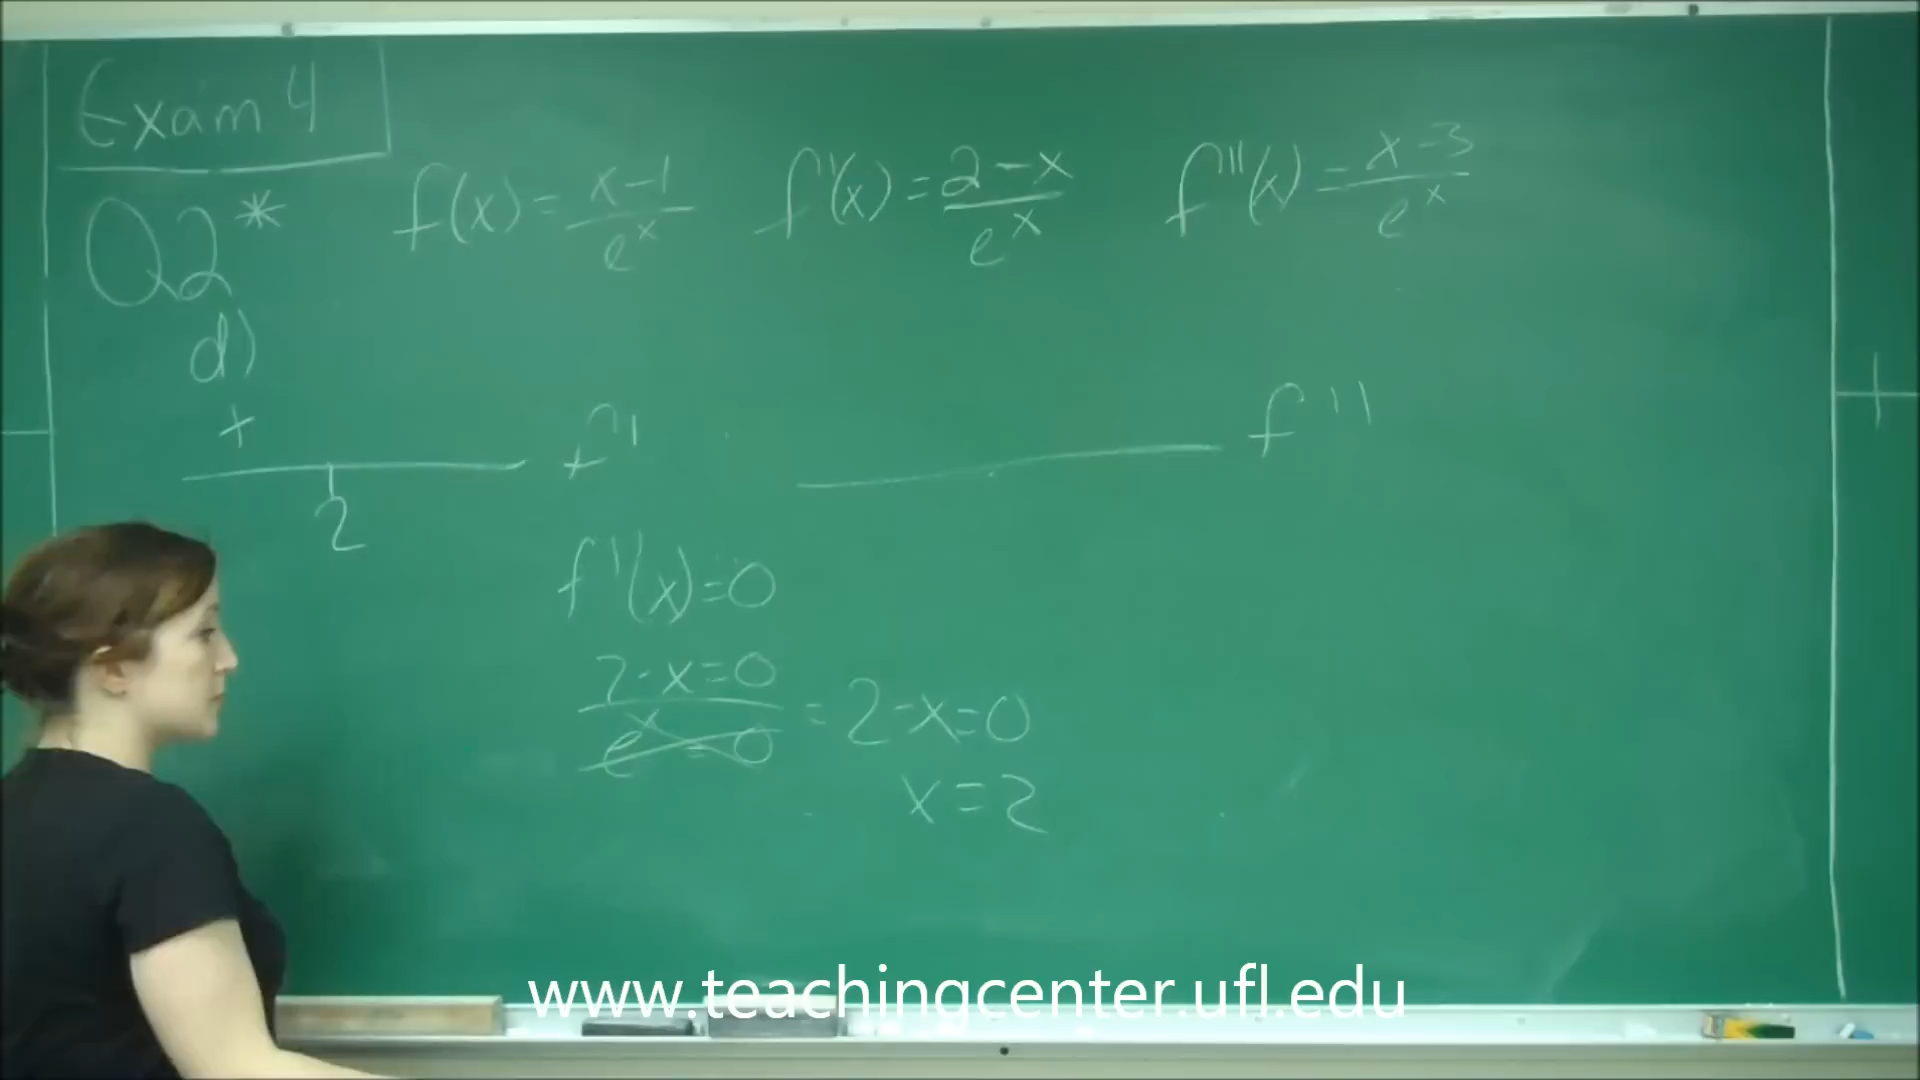 Exam 4
Q2*
f(x) = x-1 / e^x
f'(x) = 2-x / e^x
f''(x) = x-3 / e^x
d)
+
2
f'
f''
f'(x)=0
2-x=0 / e^x=0 = 2-x=0
x=2
www.teachingcenter.ufl.edu